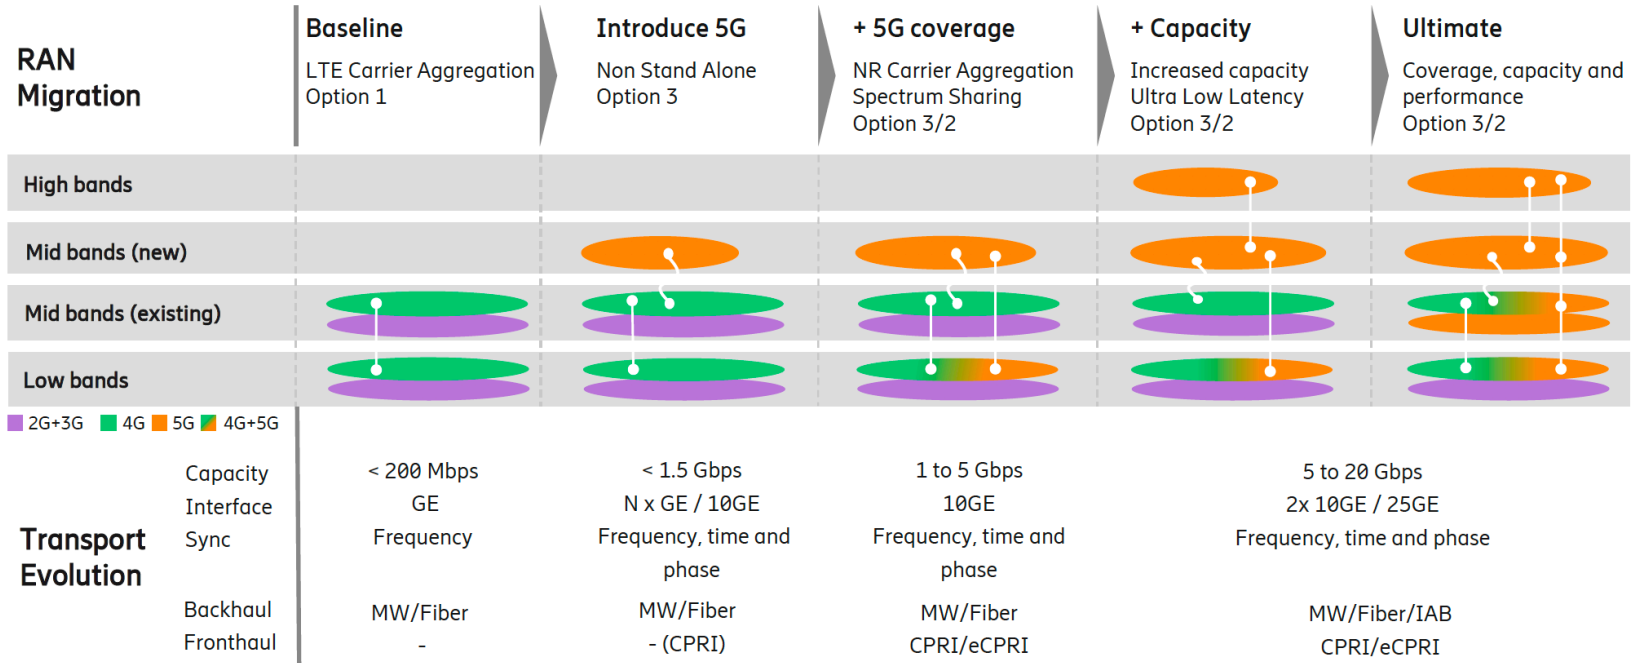 RAN
Migration
Baseline
LTE Carrier Aggregation
Option 1
Introduce 5G
Non Stand Alone
Option 3
+ 5G coverage
NR Carrier Aggregation
Spectrum Sharing
Option 3/2
+ Capacity
Increased capacity
Ultra Low Latency
Option 3/2
Ultimate
Coverage, capacity and
performance
Option 3/2
High bands
Mid bands (new)
Mid bands (existing)
Low bands
2G+3G 4G 5G 4G+5G
Transport
Evolution
Capacity < 200 Mbps < 1.5 Gbps 1 to 5 Gbps 5 to 20 Gbps
Interface GE N x GE / 10GE 10GE 2x 10GE / 25GE
Sync Frequency Frequency, time and Frequency, time and Frequency, time and phase
phase phase
Backhaul MW/Fiber MW/Fiber MW/Fiber MW/Fiber/IAB
Fronthaul - - (CPRI) CPRI/eCPRI CPRI/eCPRI